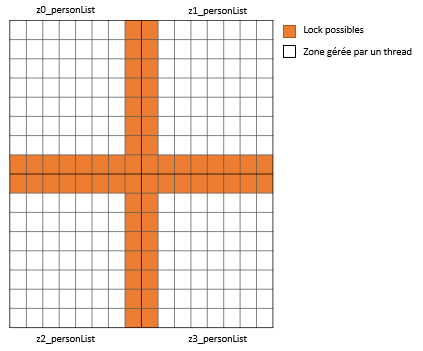 z0_personList
z1_personList
Lock possibles
Zone gérée par un thread
z2_personList
z3_personList